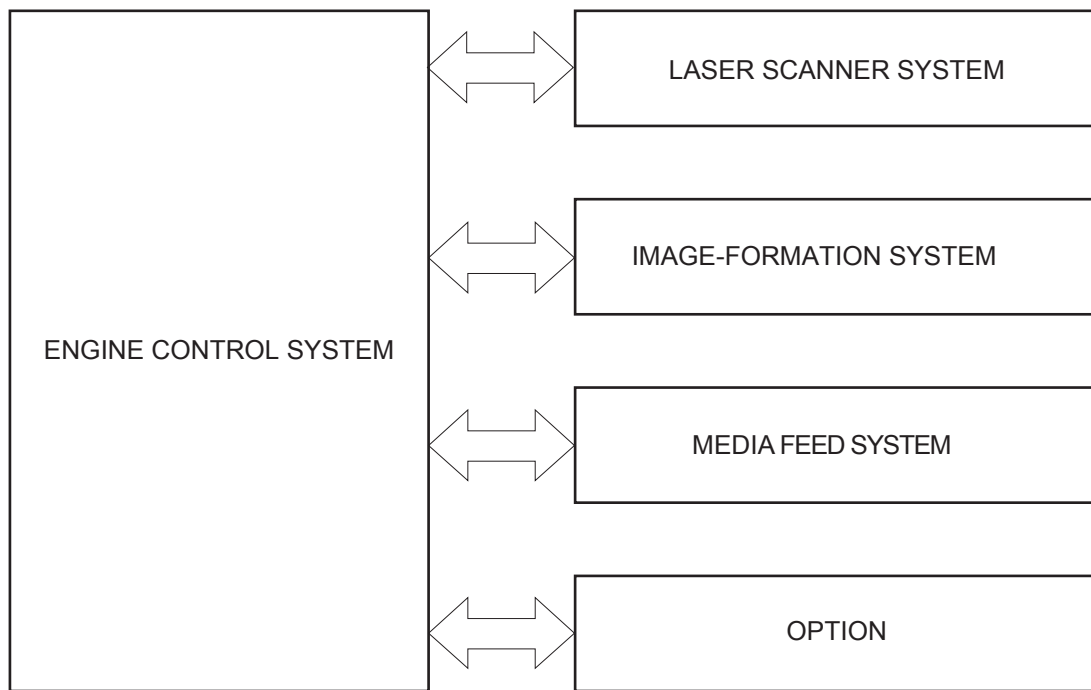 LASER SCANNER SYSTEM
IMAGE-FORMATION SYSTEM
ENGINE CONTROL SYSTEM
MEDIA FEED SYSTEM
OPTION